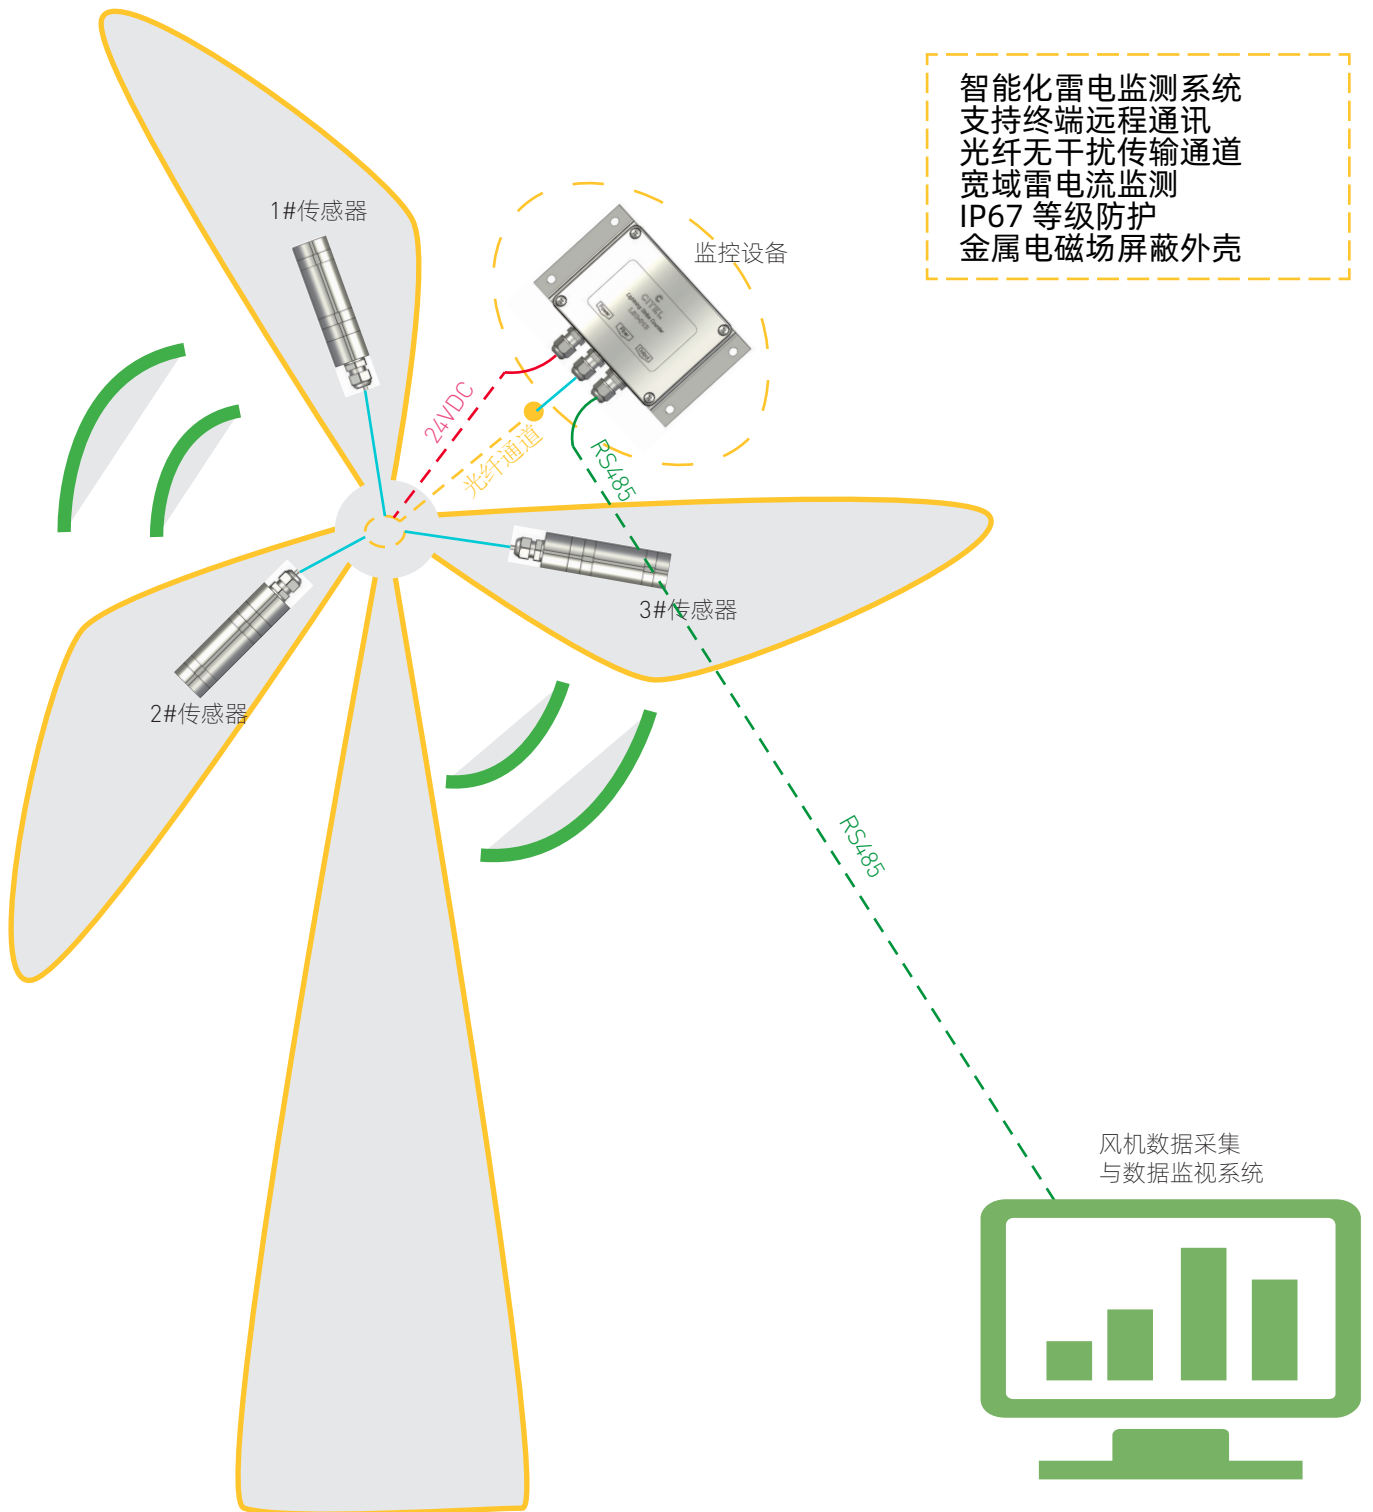 智能化雷电监测系统
支持终端远程通讯
光纤无干扰传输通道
宽域雷电流监测
IP67 等级防护
金属电磁场屏蔽外壳
1#传感器
监控设备
CITEL
Power
Fiber
Output
24VDC
光纤通道
RS485
3#传感器
2#传感器
RS485
风机数据采集
与数据监视系统